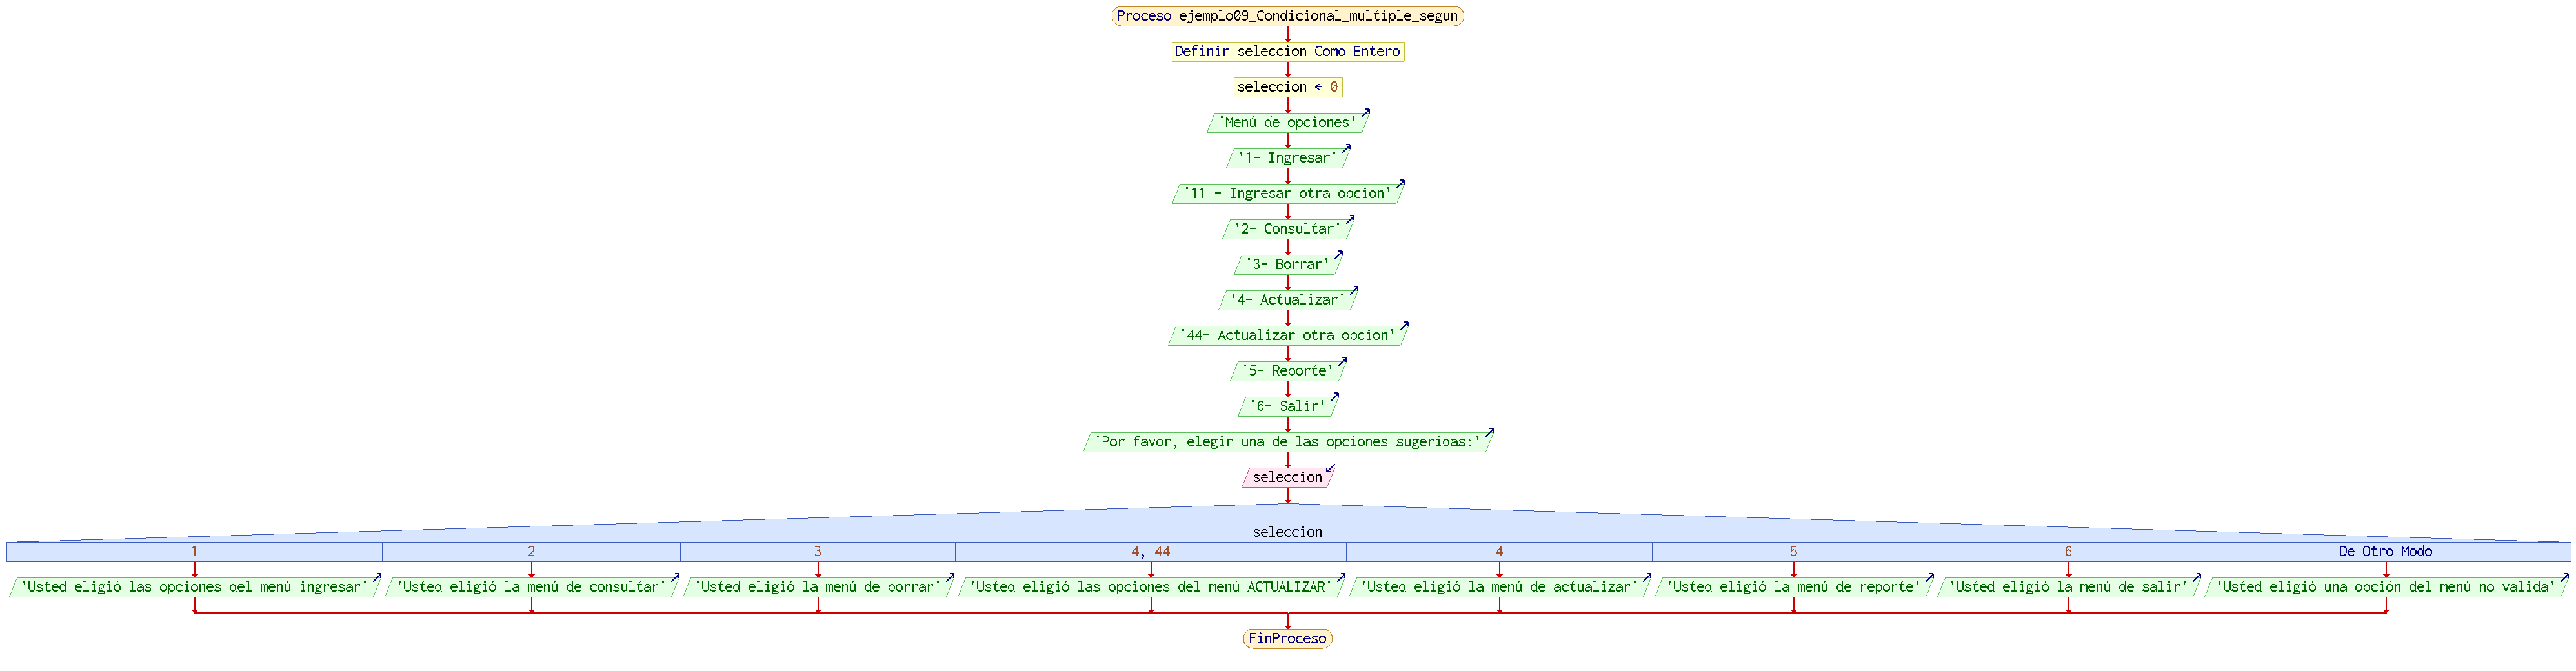 Proceso ejemplo09_Condicional_multiple_segun
Definir seleccion Como Entero
seleccion ← 0
'Menú de opciones'
'1- Ingresar'
'11 - Ingresar otra opcion'
'2- Consultar'
'3- Borrar'
'4- Actualizar'
'44- Actualizar otra opcion'
'5- Reporte'
'6- Salir'
'Por favor, elegir una de las opciones sugeridas:'
seleccion
seleccion
1 2 3 4, 44 4 5 6 De Otro Modo
'Usted eligió las opciones del menú ingresar' 'Usted eligió la menú de consultar' 'Usted eligió la menú de borrar' 'Usted eligió las opciones del menú ACTUALIZAR' 'Usted eligió la menú de actualizar' 'Usted eligió la menú de reporte' 'Usted eligió la menú de salir' 'Usted eligió una opción del menú no valida'
FinProceso